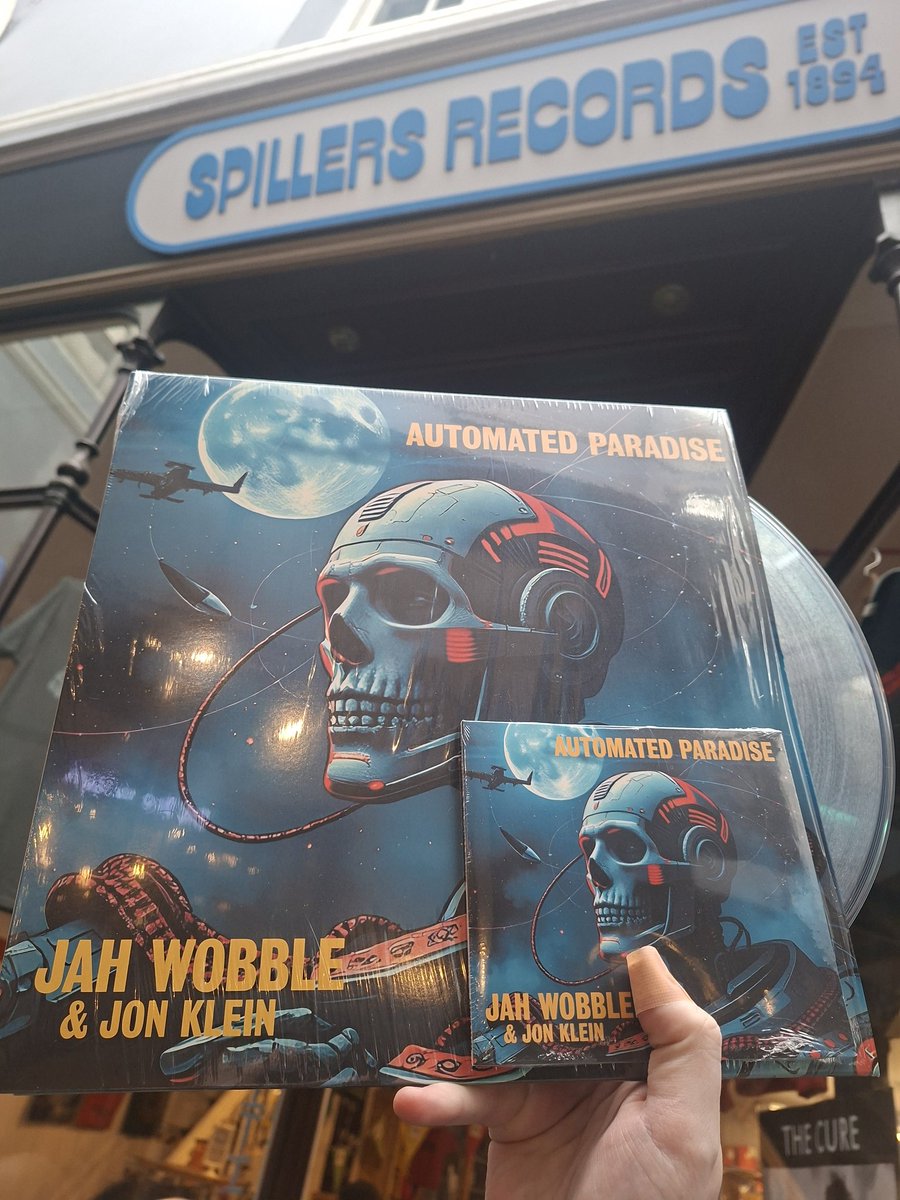 SPILLERS RECORDS
EST
1894
AUTOMATED PARADISE
JAH WOBBLE
& JON KLEIN
AUTOMATED PARADISE
JAH WOBBLE
& JON KLEIN
THE CURE